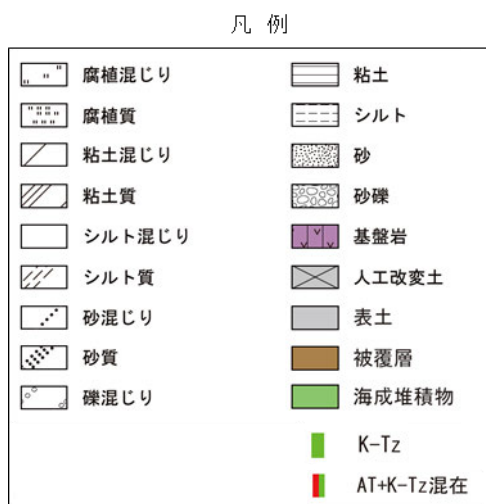 凡 例
腐植混じり
腐植質
粘土混じり
粘土質
シルト混じり
シルト質
砂混じり
砂質
礫混じり
粘土
シルト
砂
砂礫
基盤岩
人工改変土
表土
被覆層
海成堆積物
K-Tz
AT+K-Tz混在